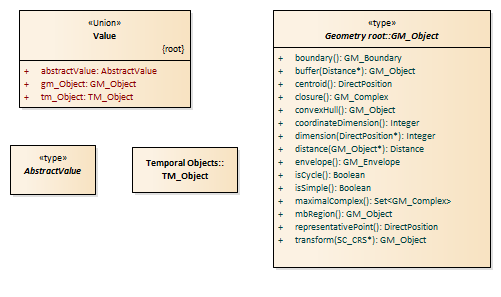 «Union»
Value
{root}
+ abstractValue: AbstractValue
+ gm_Object: GM_Object
+ tm_Object: TM_Object
«type»
AbstractValue
Temporal Objects::
TM_Object
«type»
Geometry root::GM_Object
+ boundary(): GM_Boundary
+ buffer(Distance*): GM_Object
+ centroid(): DirectPosition
+ closure(): GM_Complex
+ convexHull(): GM_Object
+ coordinateDimension(): Integer
+ dimension(DirectPosition*): Integer
+ distance(GM_Object*): Distance
+ envelope(): GM_Envelope
+ isCycle(): Boolean
+ isSimple(): Boolean
+ maximalComplex(): Set<GM_Complex>
+ mbRegion(): GM_Object
+ representativePoint(): DirectPosition
+ transform(SC_CRS*): GM_Object